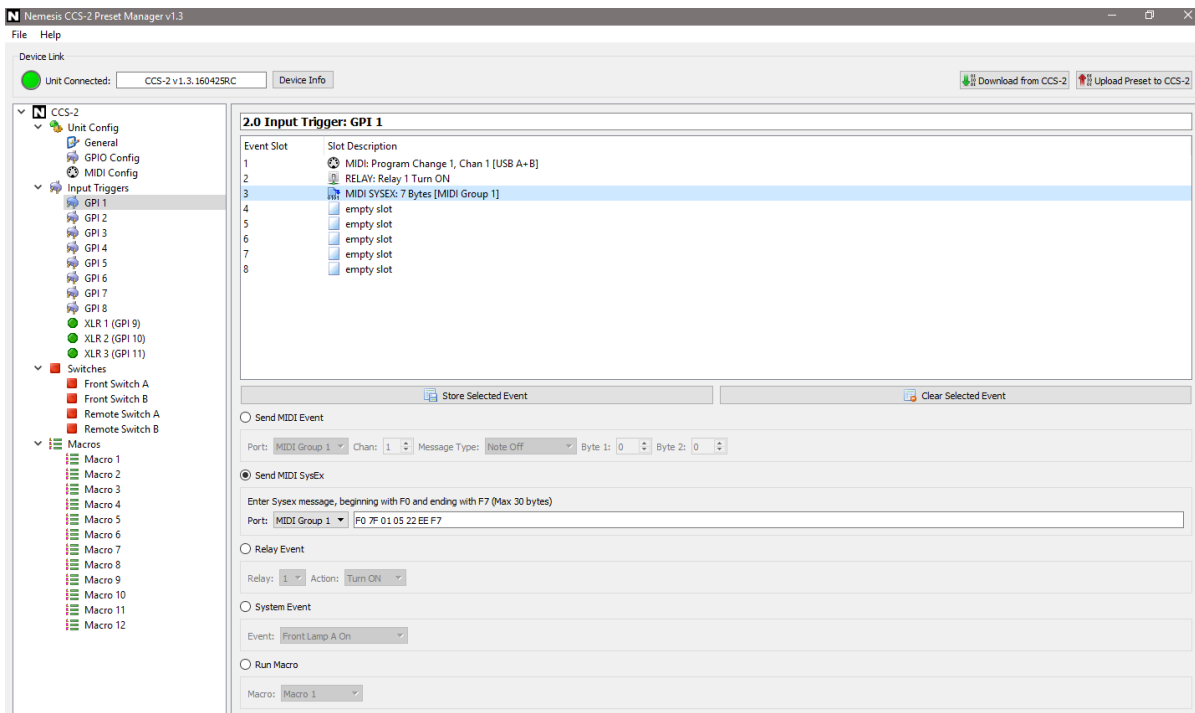 Nemesis CCS-2 Preset Manager v1.3
File Help
Device Link
Unit Connected: CCS-2 v1.3.160425RC Device Info Download from CCS-2 Upload Preset to CCS-2
CCS-2
Unit Config
General
GPIO Config
MIDI Config
Input Triggers
GPI 1
GPI 2
GPI 3
GPI 4
GPI 5
GPI 6
GPI 7
GPI 8
XLR 1 (GPI 9)
XLR 2 (GPI 10)
XLR 3 (GPI 11)
Switches
Front Switch A
Front Switch B
Remote Switch A
Remote Switch B
Macros
Macro 1
Macro 2
Macro 3
Macro 4
Macro 5
Macro 6
Macro 7
Macro 8
Macro 9
Macro 10
Macro 11
Macro 12
2.0 Input Trigger: GPI 1
Event Slot Slot Description
1 MIDI: Program Change 1, Chan 1 [USB A+B]
2 RELAY: Relay 1 Turn ON
3 MIDI SYSEX: 7 Bytes [MIDI Group 1]
4 empty slot
5 empty slot
6 empty slot
7 empty slot
8 empty slot
Store Selected Event Clear Selected Event
Send MIDI Event
Port: MIDI Group 1 Chan: 1 Message Type: Note Off Byte 1: 0 Byte 2: 0
Send MIDI SysEx
Enter Sysex message, beginning with F0 and ending with F7 (Max 30 bytes)
Port: MIDI Group 1 F0 7F 01 05 22 EE F7
Relay Event
Relay: 1 Action: Turn ON
System Event
Event: Front Lamp A On
Run Macro
Macro: Macro 1